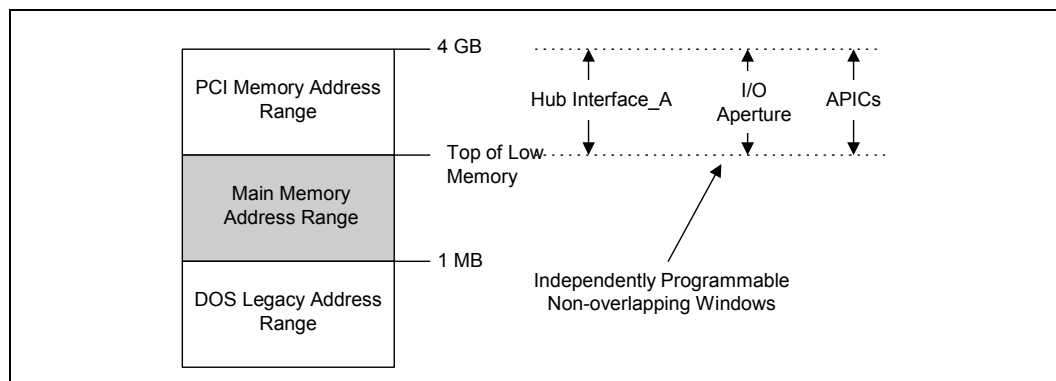 4 GB
PCI Memory Address
Range
Hub Interface_A
I/O
Aperture
APICs
Top of Low
Memory
Main Memory
Address Range
1 MB
Independently Programmable
Non-overlapping Windows
DOS Legacy Address
Range